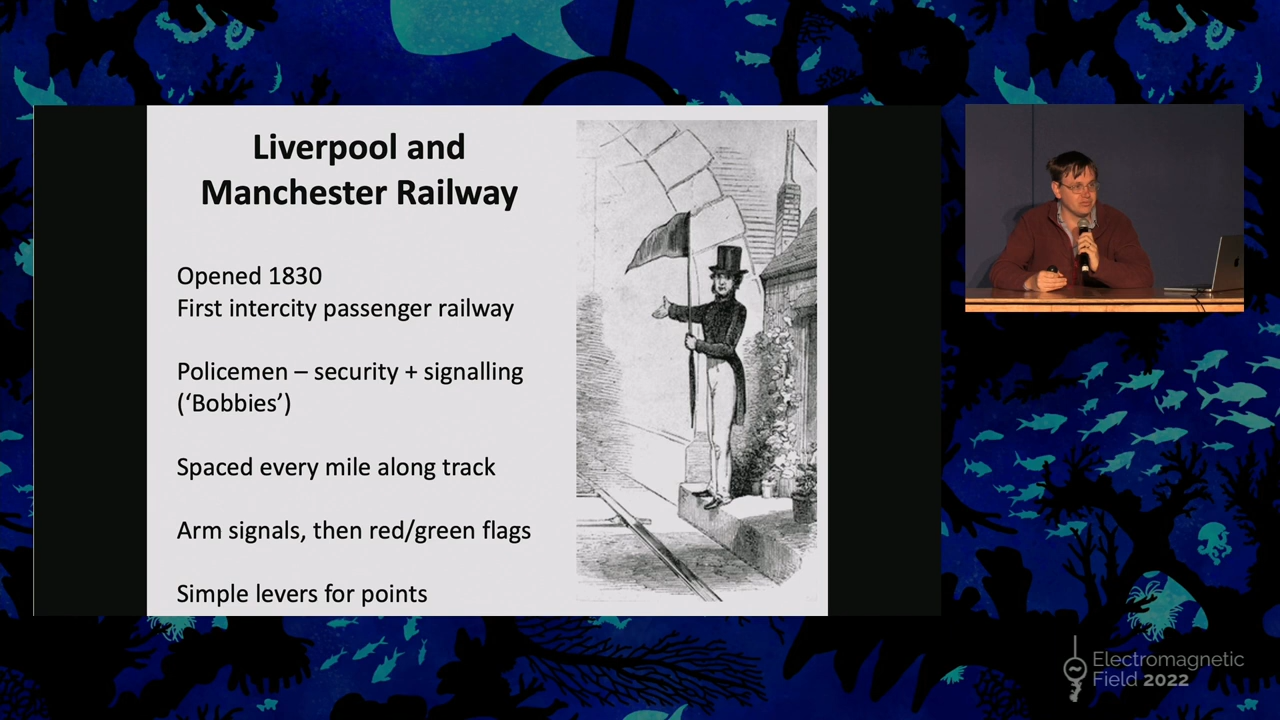 Liverpool and
Manchester Railway
Opened 1830
First intercity passenger railway
Policemen – security + signalling
(‘Bobbies’)
Spaced every mile along track
Arm signals, then red/green flags
Simple levers for points
Electromagnetic
Field 2022